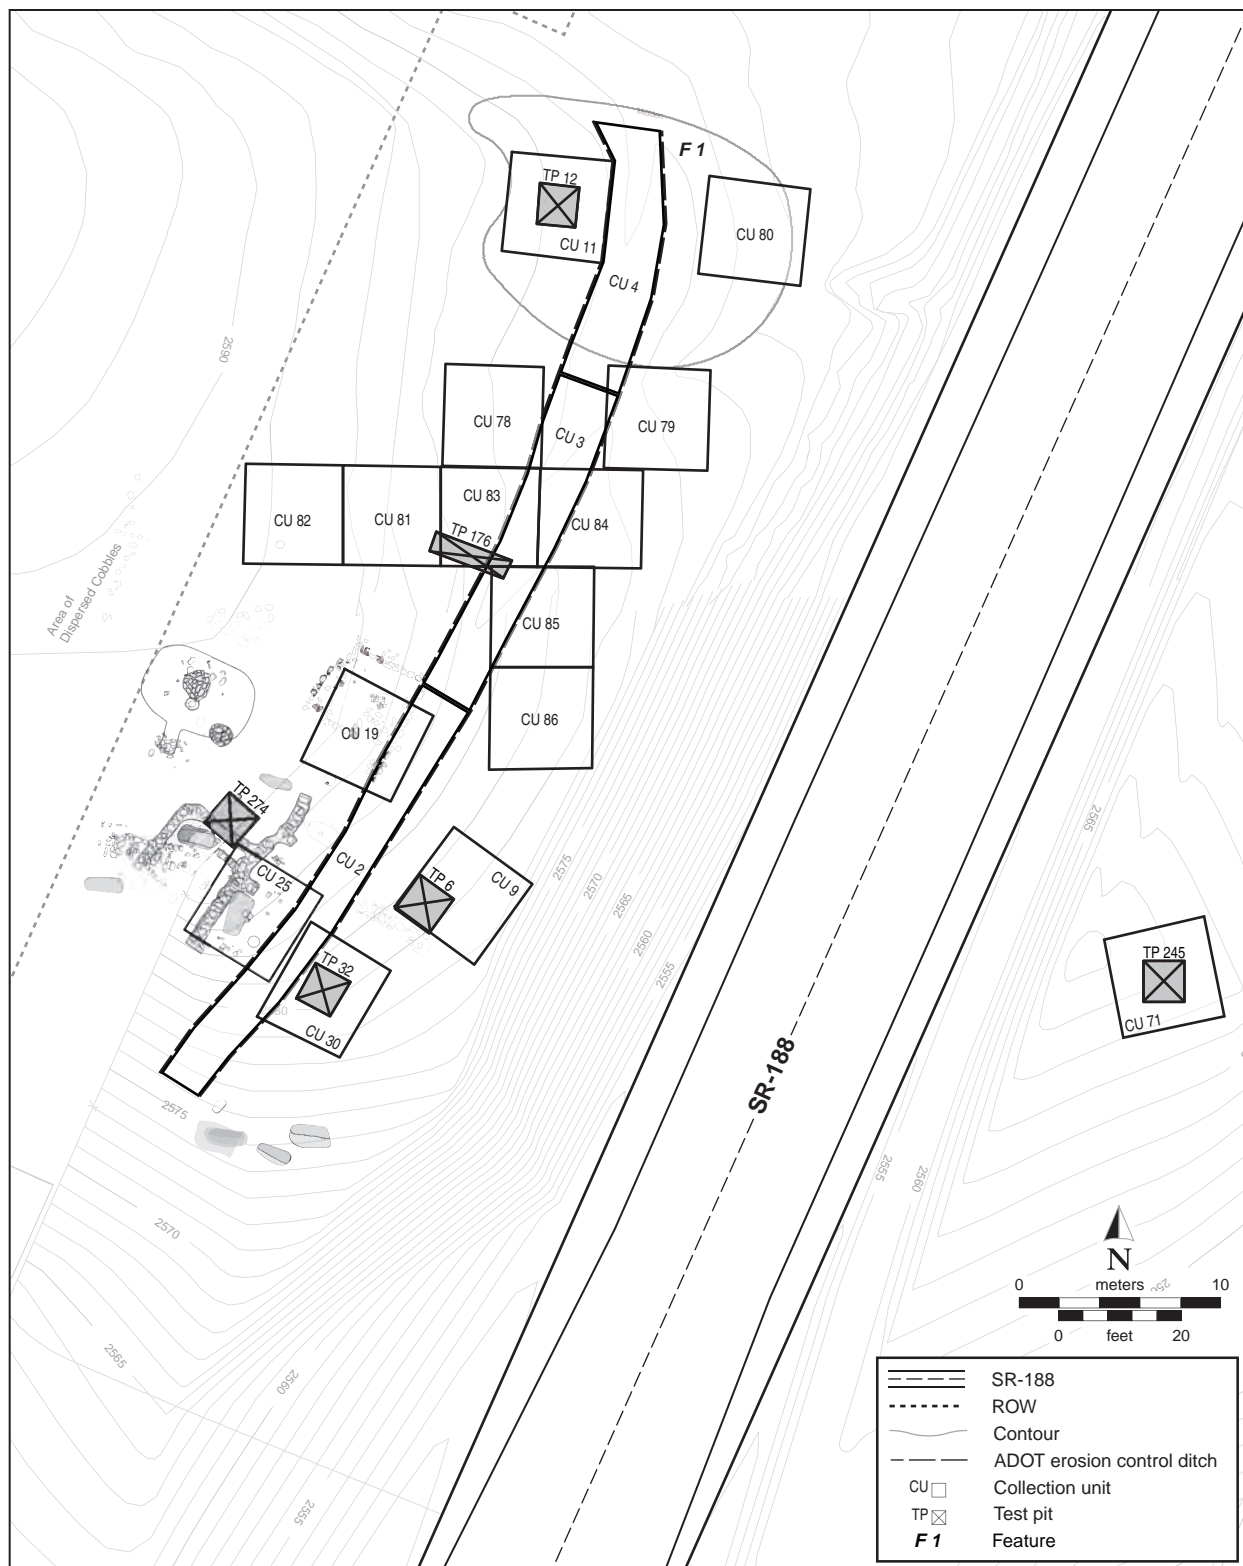 Midden
F 1
TP 12
CU 11
CU 80
CU 4
2590
CU 78
CU 3
CU 79
CU 82
CU 81
CU 83
CU 84
TP 176
Area of
Dispersed Cobbles
CU 85
CU 19
CU 86
TP 274
CU 2
CU 25
TP 6
CU 9
2575
2570
2565
2560
2555
2565
TP 32
CU 30
80
TP 245
CU 71
SR-188
2575
2570
2555
2560
2565
2560
2555
N
0 meters 10
0 feet 20
SR-188
ROW
Contour
ADOT erosion control ditch
CU Collection unit
TP Test pit
F 1 Feature